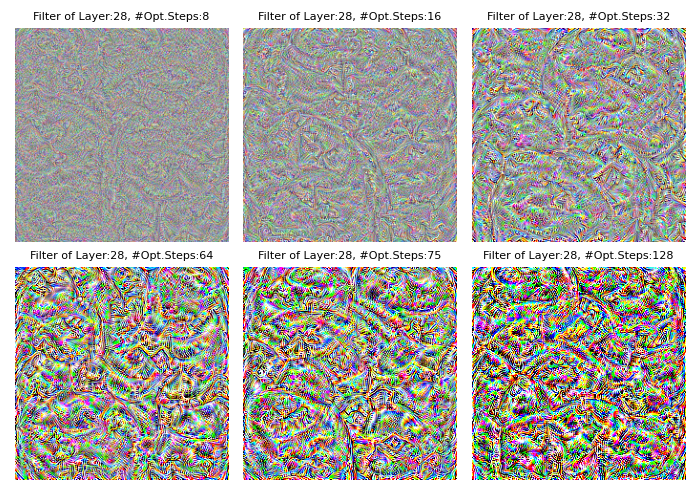 Filter of Layer:28, #Opt.Steps:8
Filter of Layer:28, #Opt.Steps:16
Filter of Layer:28, #Opt.Steps:32
Filter of Layer:28, #Opt.Steps:64
Filter of Layer:28, #Opt.Steps:75
Filter of Layer:28, #Opt.Steps:128